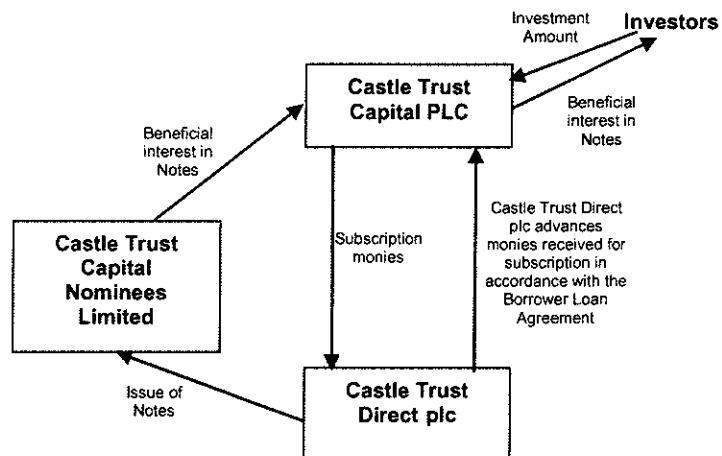 Investment
Amount
Investors
Castle Trust
Capital PLC
Beneficial
interest in
Notes
Beneficial
interest in
Notes
Castle Trust
Capital
Nominees
Limited
Subscription
monies
Castle Trust Direct
plc advances
monies received for
subscription in
accordance with the
Borrower Loan
Agreement
Issue of
Notes
Castle Trust
Direct plc